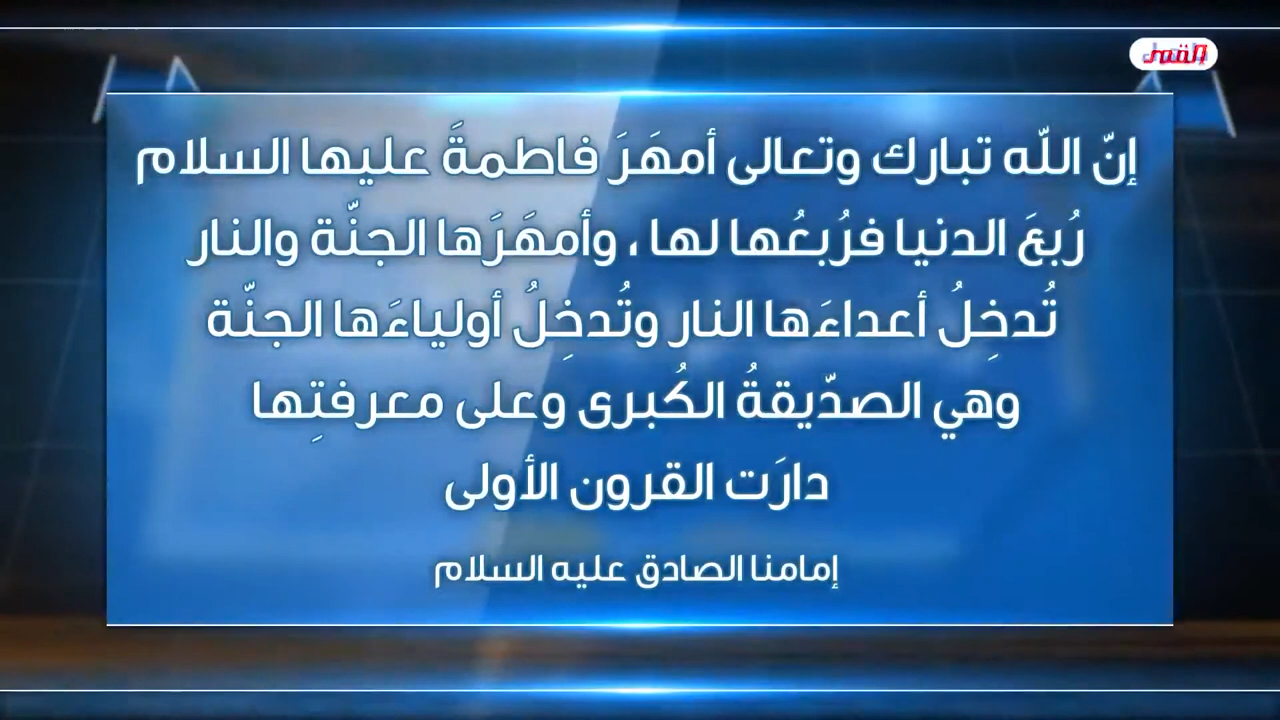 القمر
إنّ اللّه تبارك وتعالى أمهَرَ فاطمةَ عليها السلام
رُبعَ الدنيا فرُبعُها لها ، وأمهَرَها الجنّة والنار
تُدخِلُ أعداءَها النار وتُدخِلُ أولياءَها الجنّة
وهي الصدّيقةُ الكُبرى وعلى معرفتِها
دارَت القرون الأولى
إمامنا الصادق عليه السلام